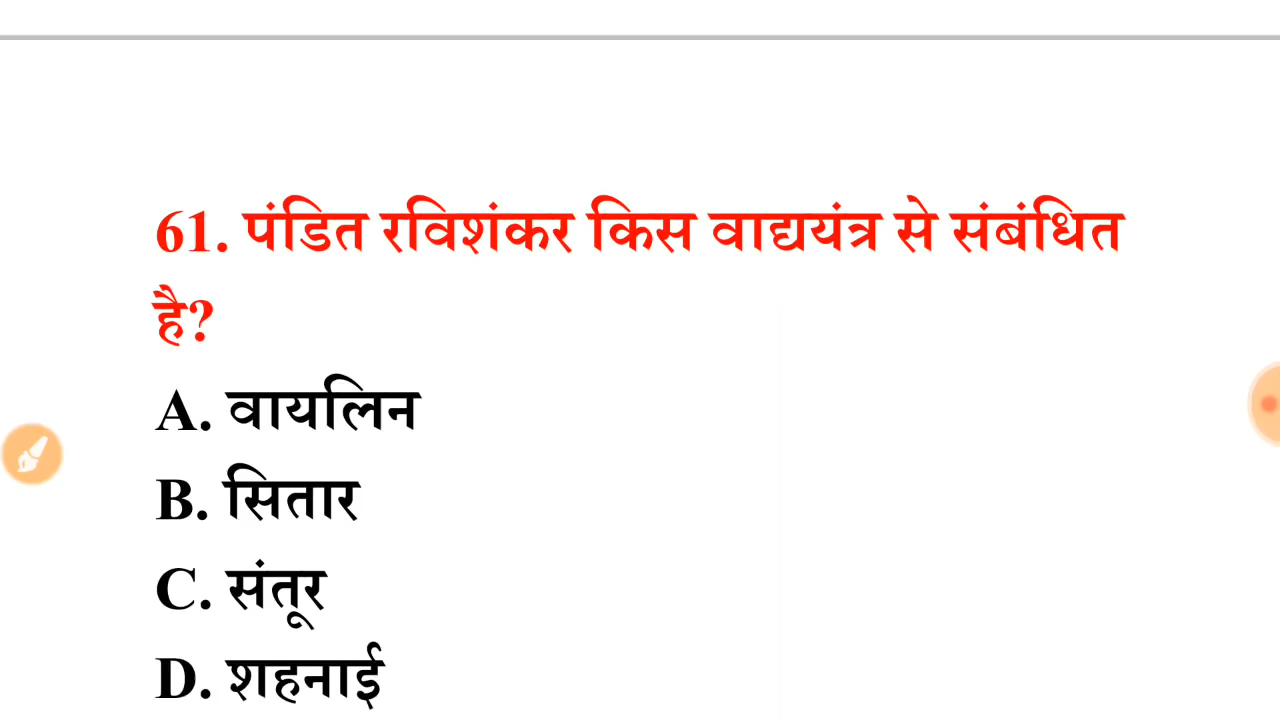 61. पंडित रविशंकर किस वाद्ययंत्र से संबंधित
है?
A. वायलिन
B. सितार
C. संतूर
D. शहनाई